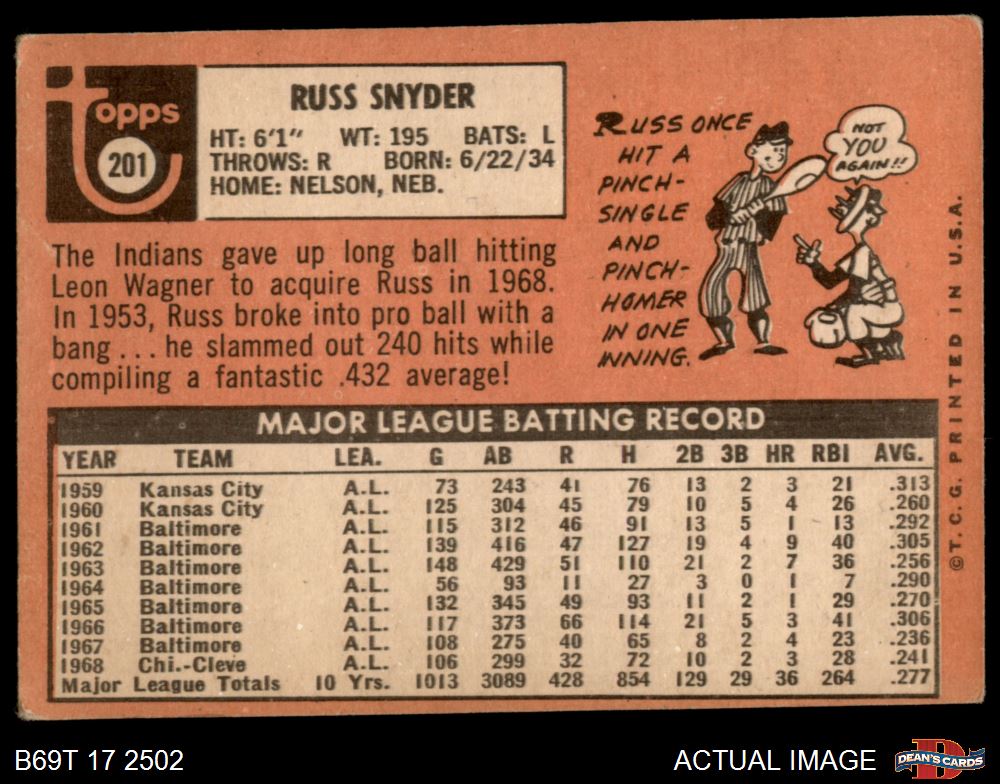 topps
201
RUSS SNYDER
HT: 6'1" WT: 195 BATS: L
THROWS: R BORN: 6/22/34
HOME: NELSON, NEB.
The Indians gave up long ball hitting
Leon Wagner to acquire Russ in 1968.
In 1953, Russ broke into pro ball with a
bang . . . he slammed out 240 hits while
compiling a fantastic .432 average!
RUSS ONCE
HIT A
PINCH-
SINGLE
AND
PINCH-
HOMER
IN ONE
INNING.
NOT
YOU
AGAIN!!
MAJOR LEAGUE BATTING RECORD
YEAR TEAM LEA. G AB R H 2B 3B HR RBI AVG.
1959 Kansas City A.L. 73 243 41 76 13 2 3 21 .313
1960 Kansas City A.L. 125 304 45 79 10 5 4 26 .260
1961 Baltimore A.L. 115 312 46 91 13 5 1 13 .292
1962 Baltimore A.L. 139 416 47 127 19 4 9 40 .305
1963 Baltimore A.L. 148 429 51 110 21 2 7 36 .256
1964 Baltimore A.L. 56 93 11 27 3 0 1 7 .290
1965 Baltimore A.L. 132 345 49 93 11 2 1 29 .270
1966 Baltimore A.L. 117 373 66 114 21 5 3 41 .306
1967 Baltimore A.L. 108 275 40 65 8 2 4 23 .236
1968 Chi.-Cleve A.L. 106 299 32 72 10 2 3 28 .241
Major League Totals 10 Yrs. 1013 3089 428 854 129 29 36 264 .277
©T.C.G. PRINTED IN U.S.A.
B69T 17 2502
ACTUAL IMAGE
DEAN'S CARDS